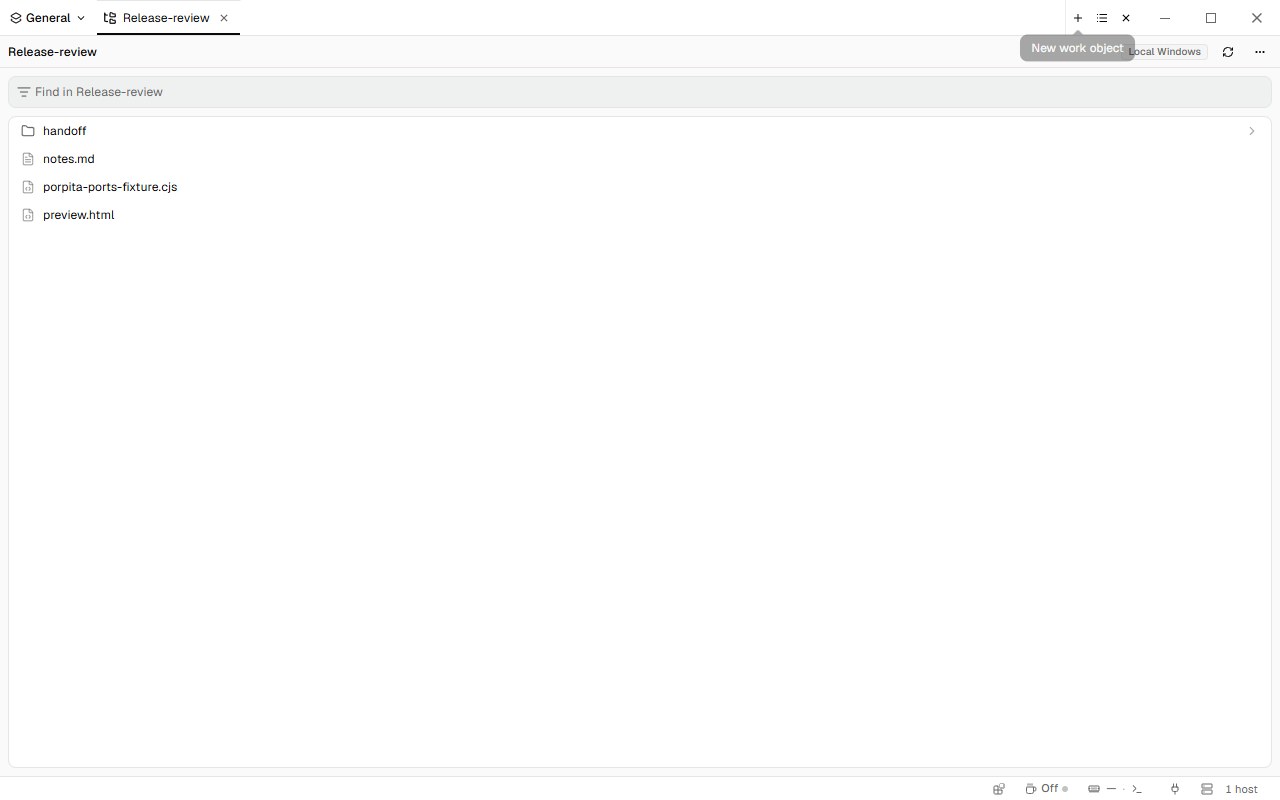 General
Release-review
Release-review
New work object
Local Windows
Find in Release-review
handoff
notes.md
porpita-ports-fixture.cjs
preview.html
Off
1 host